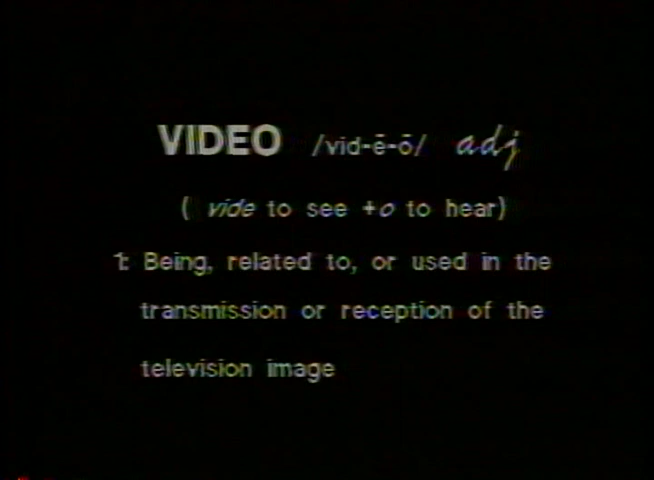 VIDEO /vid-ē-ō/ adj
( vide to see +o to hear)
1: Being, related to, or used in the
transmission or reception of the
television image